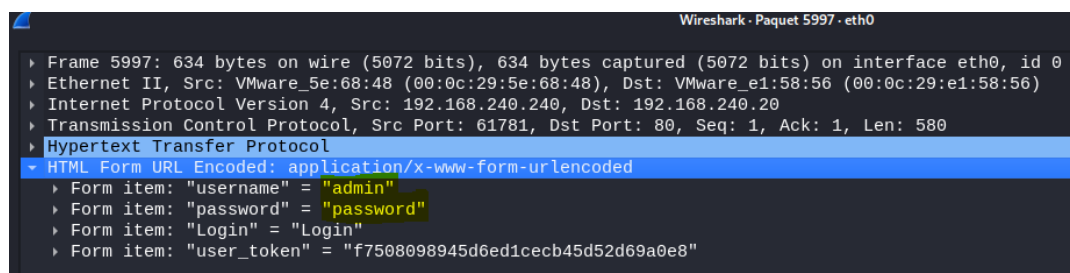 Wireshark · Paquet 5997 · eth0
Frame 5997: 634 bytes on wire (5072 bits), 634 bytes captured (5072 bits) on interface eth0, id 0
Ethernet II, Src: VMware_5e:68:48 (00:0c:29:5e:68:48), Dst: VMware_e1:58:56 (00:0c:29:e1:58:56)
Internet Protocol Version 4, Src: 192.168.240.240, Dst: 192.168.240.20
Transmission Control Protocol, Src Port: 61781, Dst Port: 80, Seq: 1, Ack: 1, Len: 580
Hypertext Transfer Protocol
HTML Form URL Encoded: application/x-www-form-urlencoded
Form item: "username" = "admin"
Form item: "password" = "password"
Form item: "Login" = "Login"
Form item: "user_token" = "f7508098945d6ed1cecb45d52d69a0e8"